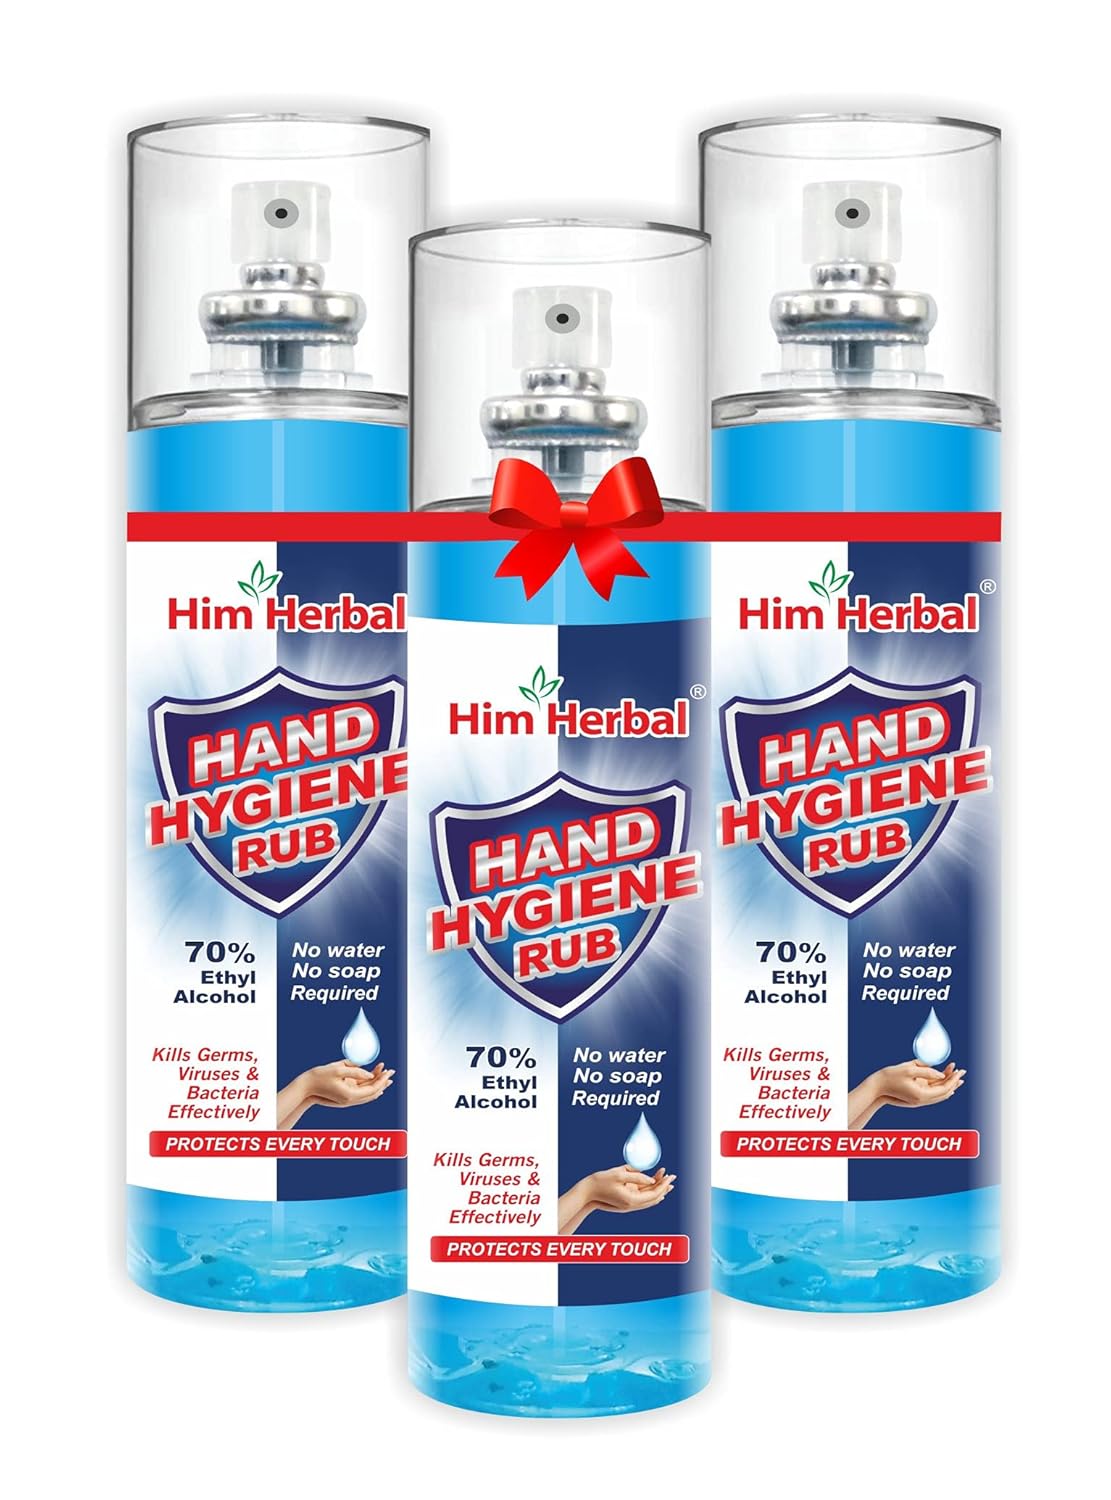 Him Herbal
HAND
HYGIENE
RUB
70%
Ethyl
Alcohol
No water
No soap
Required
Kills Germs,
Viruses &
Bacteria
Effectively
PROTECTS EVERY TOUCH
Him Herbal®
HAND
HYGIENE
RUB
70%
Ethyl
Alcohol
No water
No soap
Required
Kills Germs,
Viruses &
Bacteria
Effectively
PROTECTS EVERY TOUCH
Him Herbal®
HAND
HYGIENE
RUB
70%
Ethyl
Alcohol
No water
No soap
Required
Kills Germs,
Viruses &
Bacteria
Effectively
PROTECTS EVERY TOUCH